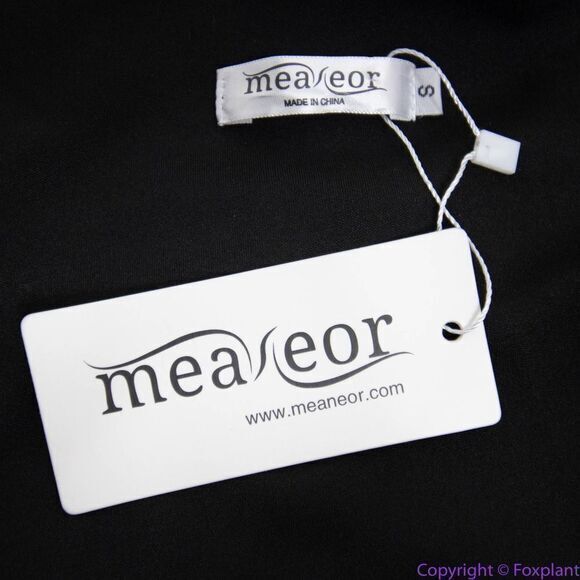 meaneor
MADE IN CHINA
S
meaneor
www.meaneor.com
Copyright © Foxplant